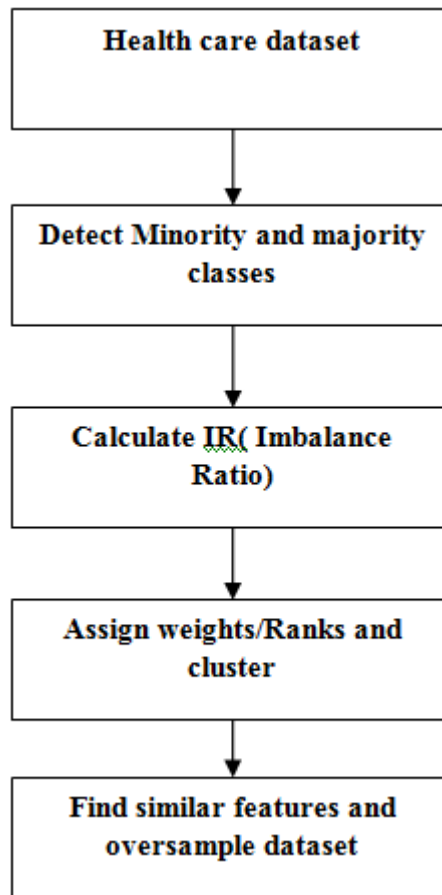 Health care dataset
Detect Minority and majority
classes
Calculate IR( Imbalance
Ratio)
Assign weights/Ranks and
cluster
Find similar features and
oversample dataset